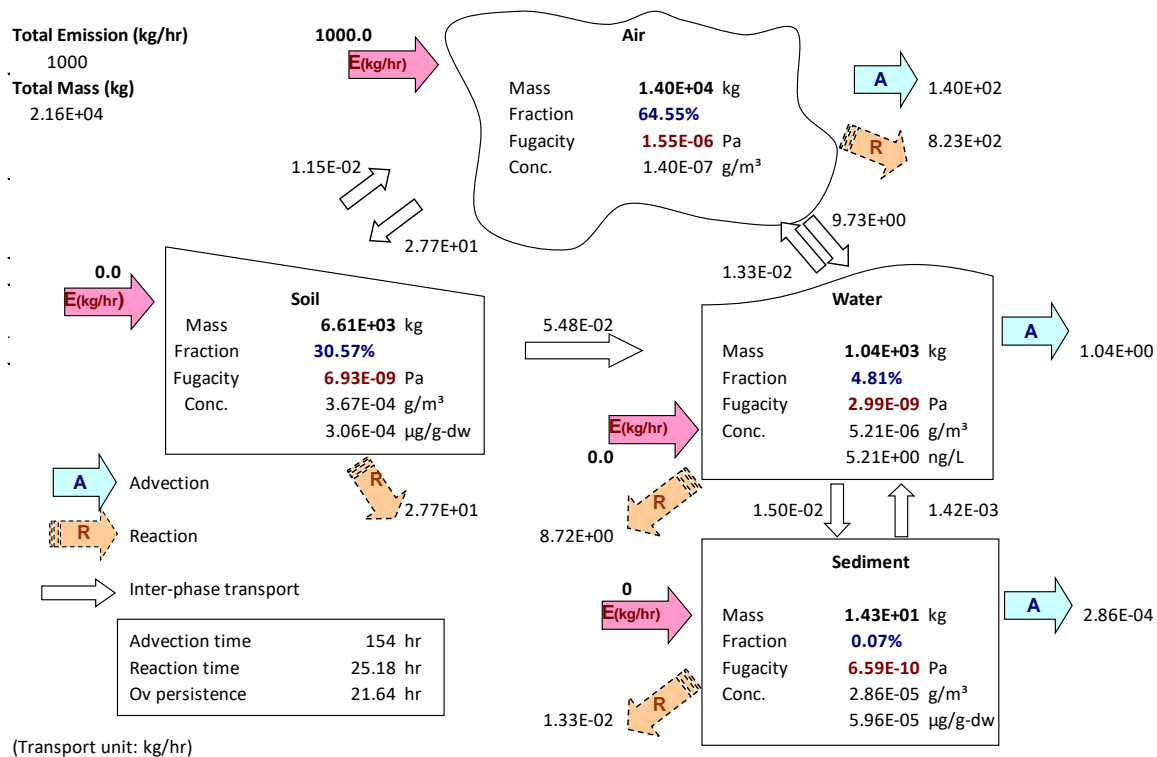 Total Emission (kg/hr)
1000
Total Mass (kg)
2.16E+04
1000.0
E(kg/hr)
Air
Mass 1.40E+04 kg
Fraction 64.55%
Fugacity 1.55E-06 Pa
Conc. 1.40E-07 g/m³
A
1.40E+02
R
8.23E+02
1.15E-02
2.77E+01
9.73E+00
1.33E-02
0.0
E(kg/hr)
Soil
Mass 6.61E+03 kg
Fraction 30.57%
Fugacity 6.93E-09 Pa
Conc. 3.67E-04 g/m³
3.06E-04 µg/g-dw
R
2.77E+01
5.48E-02
Water
Mass 1.04E+03 kg
Fraction 4.81%
Fugacity 2.99E-09 Pa
Conc. 5.21E-06 g/m³
5.21E+00 ng/L
A
1.04E+00
E(kg/hr)
0.0
R
8.72E+00
1.50E-02
1.42E-03
Sediment
Mass 1.43E+01 kg
Fraction 0.07%
Fugacity 6.59E-10 Pa
Conc. 2.86E-05 g/m³
5.96E-05 µg/g-dw
0
E(kg/hr)
A
2.86E-04
R
1.33E-02
A Advection
R Reaction
Inter-phase transport
Advection time 154 hr
Reaction time 25.18 hr
Ov persistence 21.64 hr
(Transport unit: kg/hr)